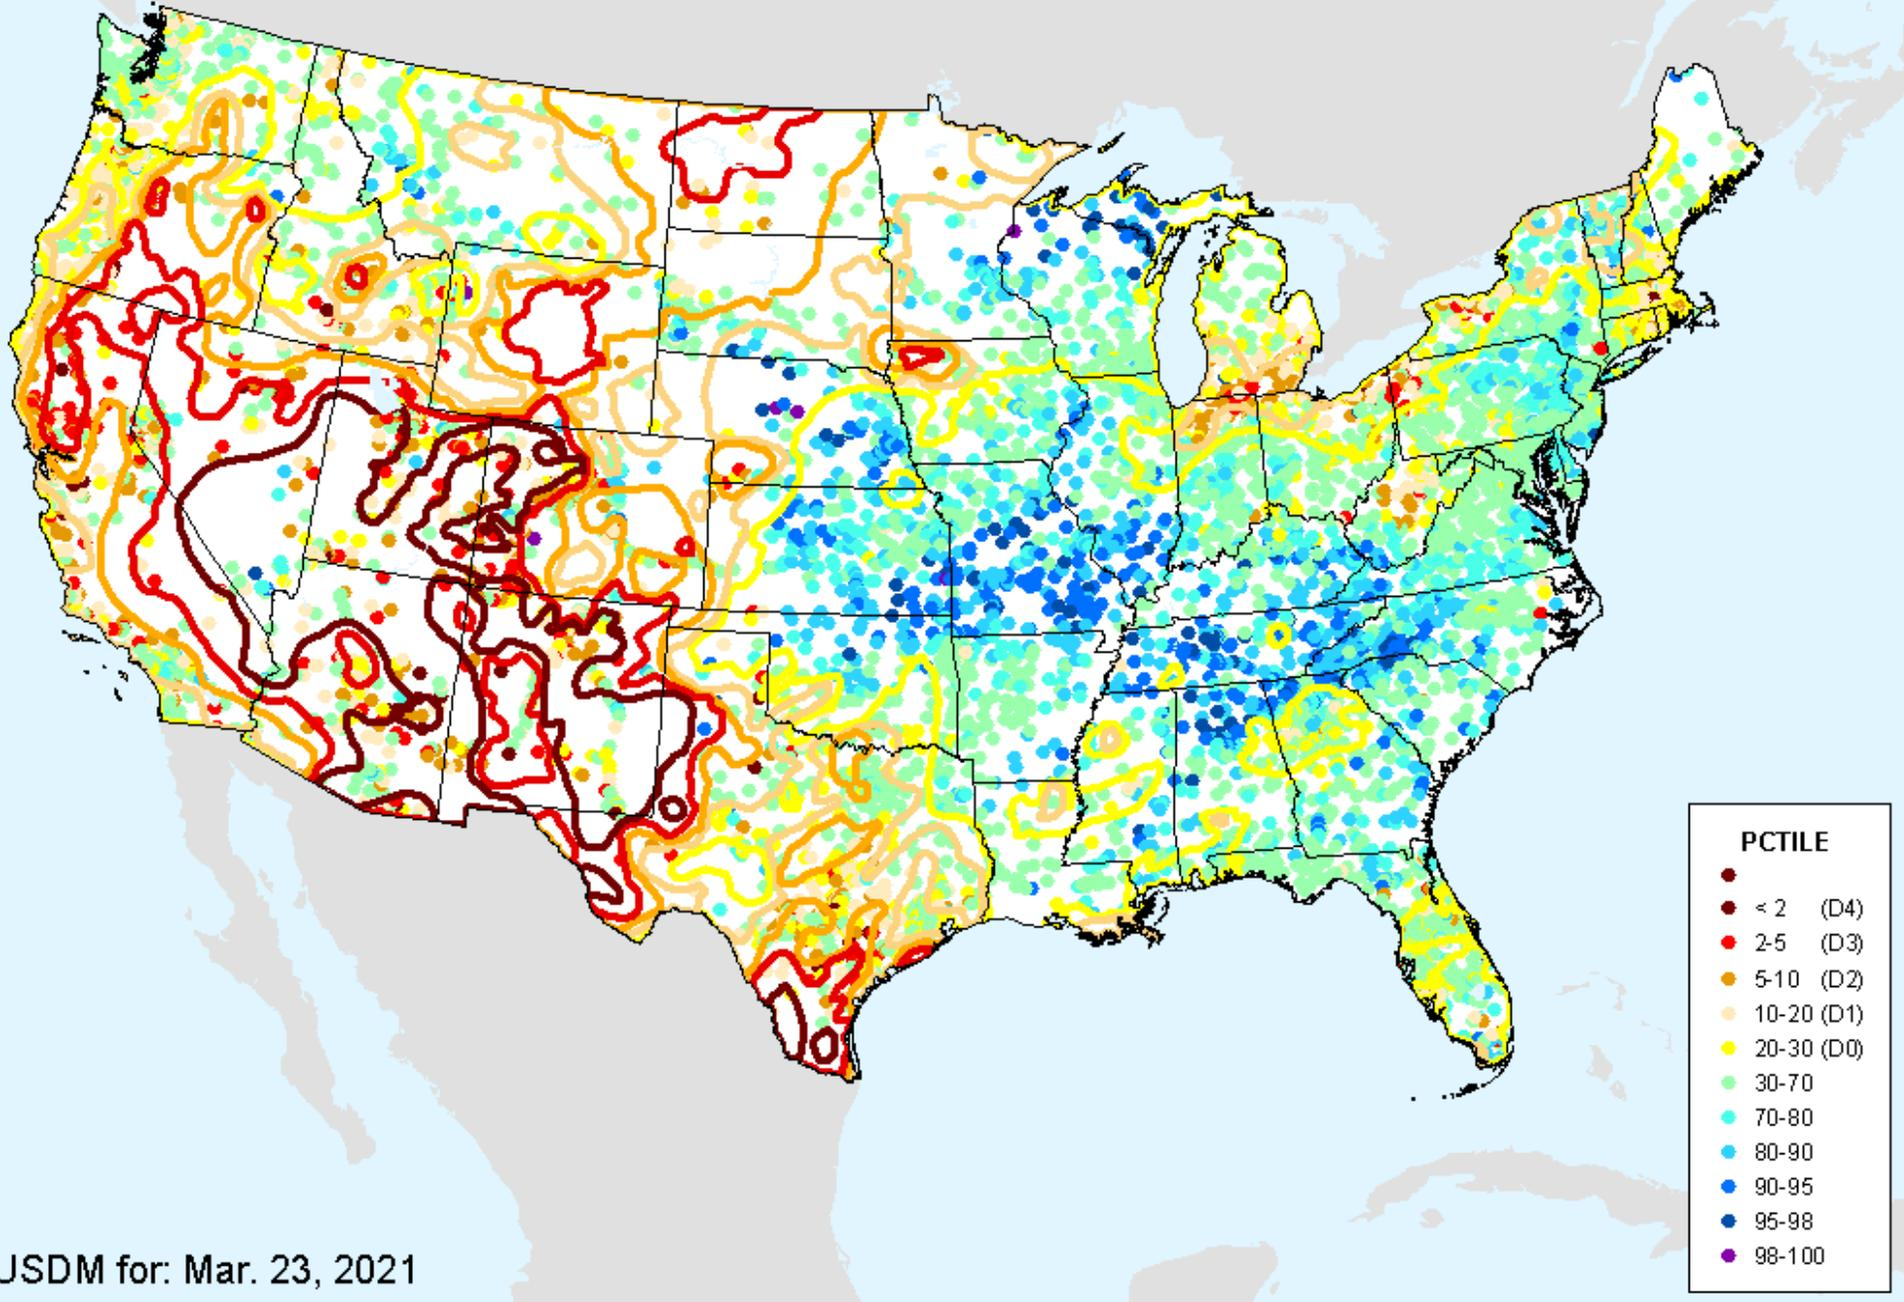 PCTILE
< 2 (D4)
2-5 (D3)
5-10 (D2)
10-20 (D1)
20-30 (D0)
30-70
70-80
80-90
90-95
95-98
98-100
USDM for: Mar. 23, 2021